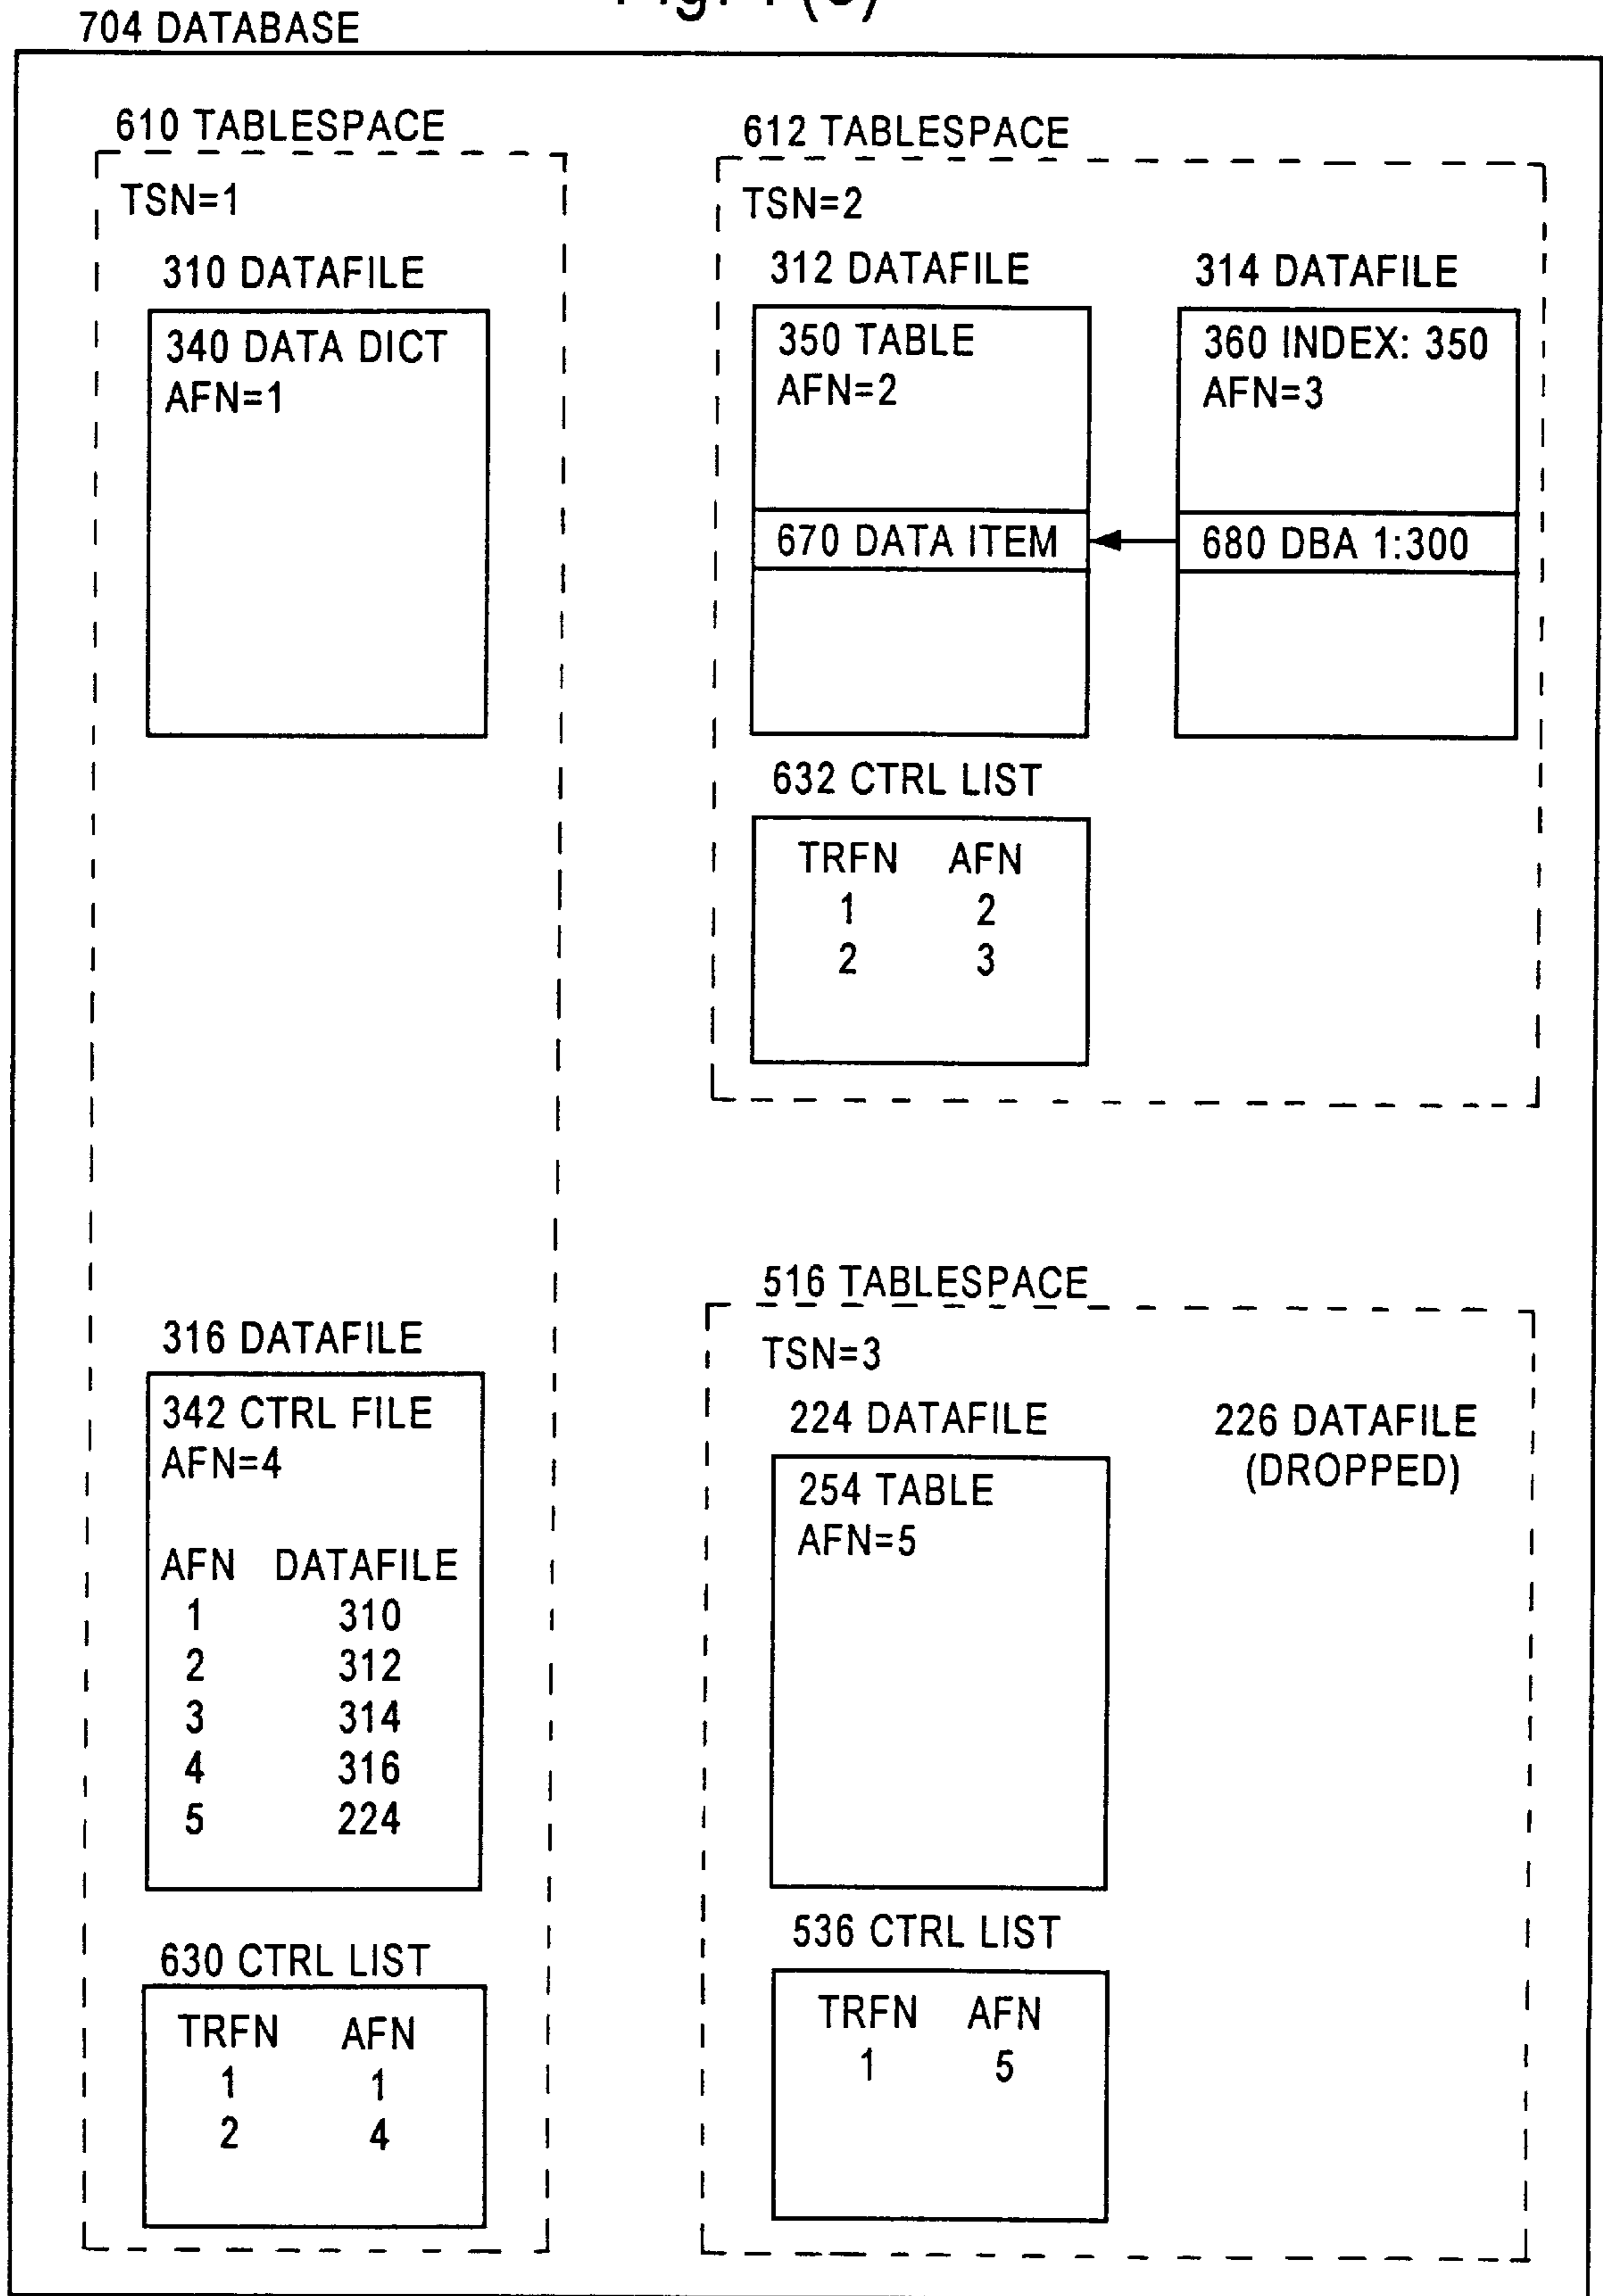 704 DATABASE
610 TABLESPACE
TSN=1
310 DATAFILE
340 DATA DICT
AFN=1
316 DATAFILE
342 CTRL FILE
AFN=4
AFN DATAFILE
1 310
2 312
3 314
4 316
5 224
630 CTRL LIST
TRFN AFN
1 1
2 4
612 TABLESPACE
TSN=2
312 DATAFILE
350 TABLE
AFN=2
670 DATA ITEM
314 DATAFILE
360 INDEX: 350
AFN=3
680 DBA 1:300
632 CTRL LIST
TRFN AFN
1 2
2 3
516 TABLESPACE
TSN=3
224 DATAFILE
254 TABLE
AFN=5
226 DATAFILE
(DROPPED)
536 CTRL LIST
TRFN AFN
1 5